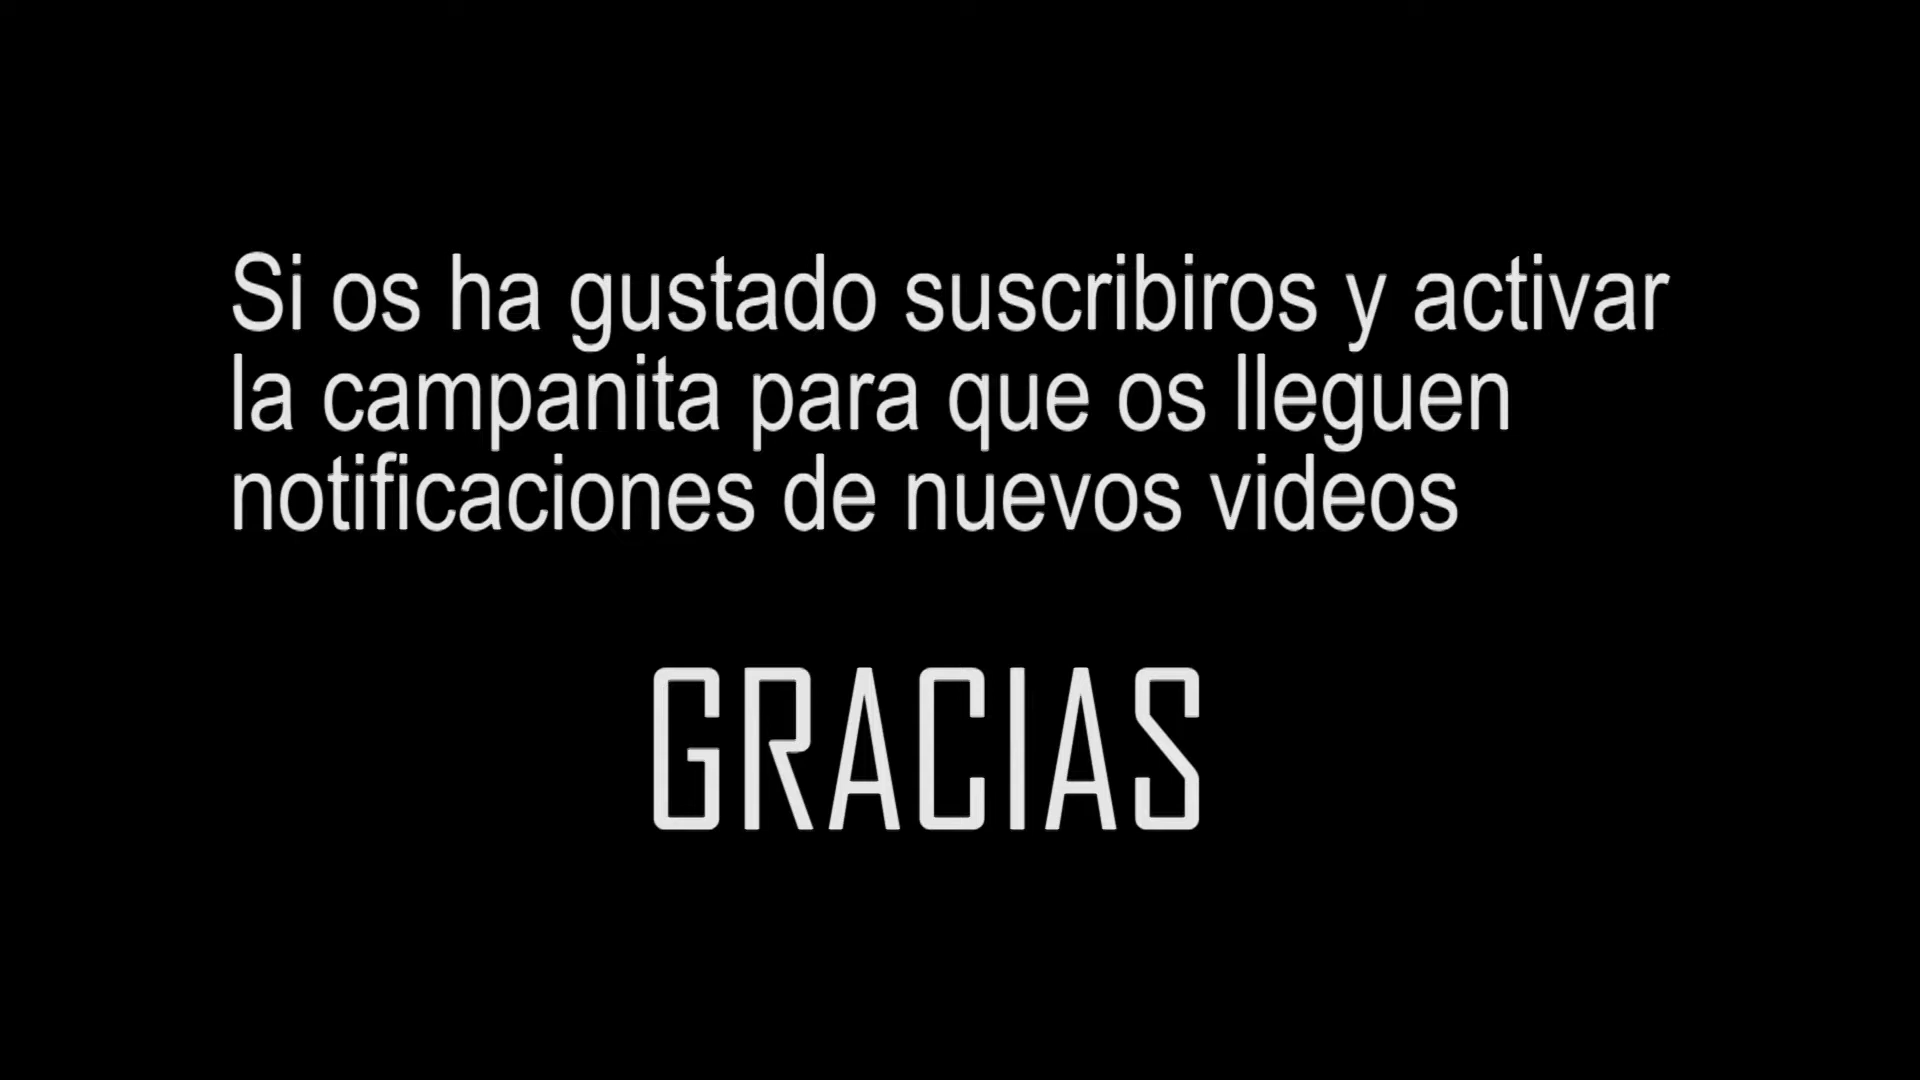 Si os ha gustado suscribiros y activar
la campanita para que os lleguen
notificaciones de nuevos videos
GRACIAS